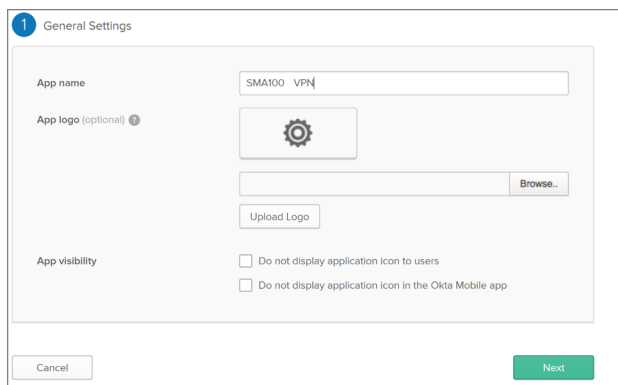 1 General Settings
App name SMA100 VPN
App logo (optional) ?
Browse..
Upload Logo
App visibility Do not display application icon to users
Do not display application icon in the Okta Mobile app
Cancel Next